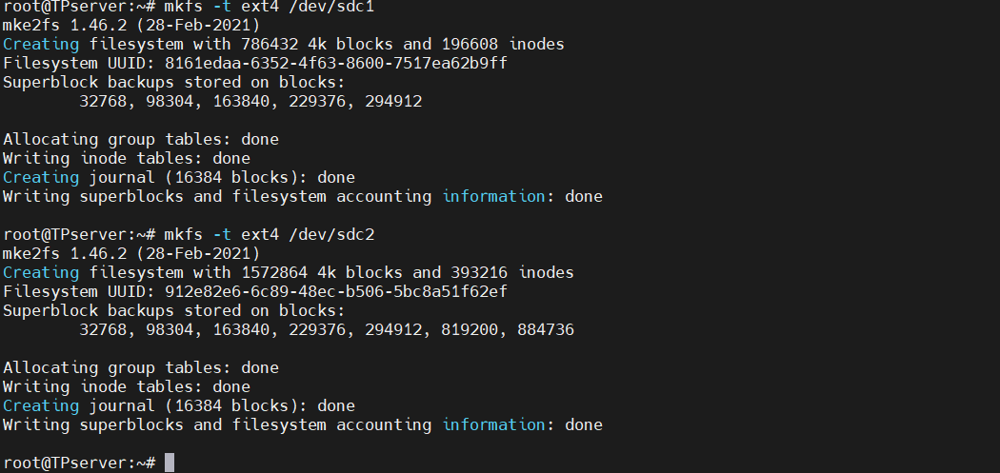 root@TPserver:~# mkfs -t ext4 /dev/sdc1
mke2fs 1.46.2 (28-Feb-2021)
Creating filesystem with 786432 4k blocks and 196608 inodes
Filesystem UUID: 8161edaa-6352-4f63-8600-7517ea62b9ff
Superblock backups stored on blocks:
        32768, 98304, 163840, 229376, 294912

Allocating group tables: done
Writing inode tables: done
Creating journal (16384 blocks): done
Writing superblocks and filesystem accounting information: done

root@TPserver:~# mkfs -t ext4 /dev/sdc2
mke2fs 1.46.2 (28-Feb-2021)
Creating filesystem with 1572864 4k blocks and 393216 inodes
Filesystem UUID: 912e82e6-6c89-48ec-b506-5bc8a51f62ef
Superblock backups stored on blocks:
        32768, 98304, 163840, 229376, 294912, 819200, 884736

Allocating group tables: done
Writing inode tables: done
Creating journal (16384 blocks): done
Writing superblocks and filesystem accounting information: done

root@TPserver:~#